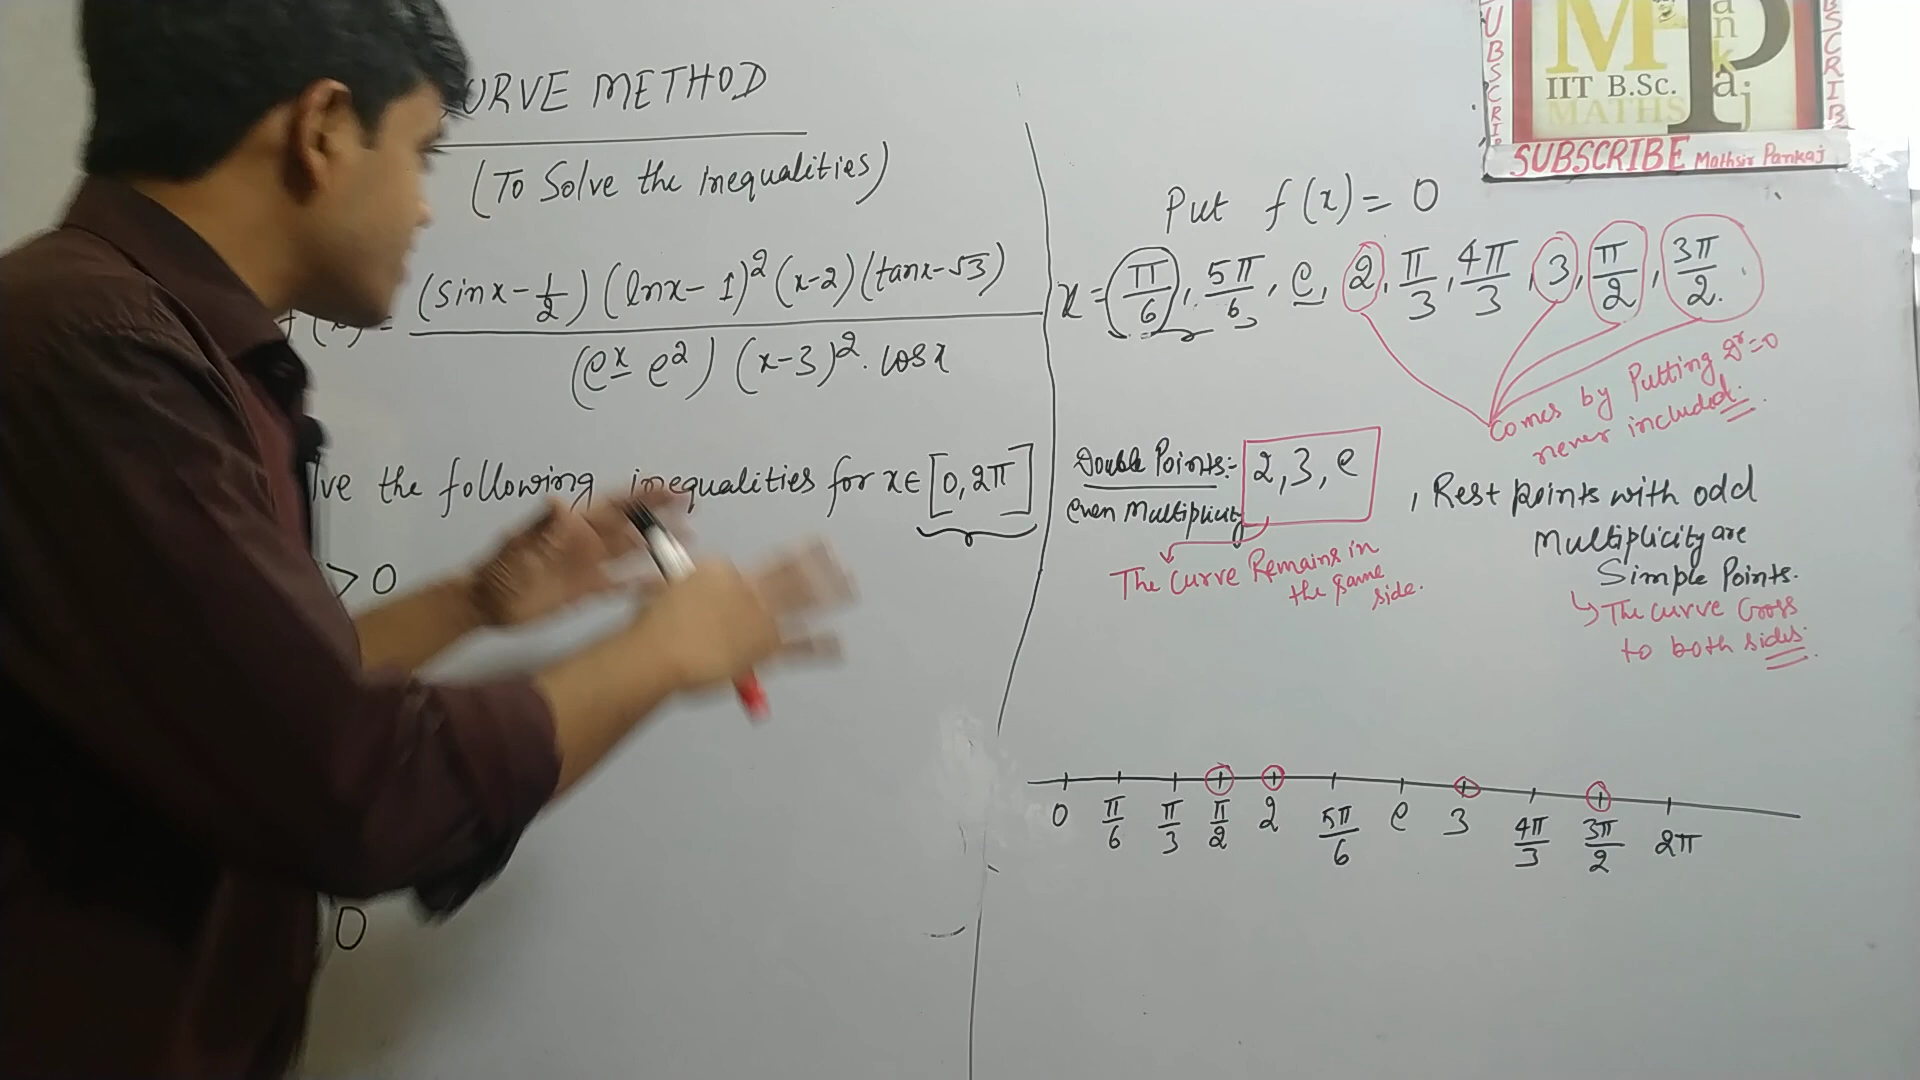 URVE METHOD
(To Solve the inequalities)
f(x) = (sinx - 1/2) (lnx - 1)² (x-2) (tanx - √3)
(eˣ - e²) (x-3)² . cosx
lve the following inequalities for x ∈ [0, 2π]
> 0
0
Put f(x) = 0
x = π/6, 5π/6, e, 2, π/3, 4π/3, 3, π/2, 3π/2.
Comes by Putting Dʳ = 0
never included.
Double Points:- 2, 3, e
Even Multiplicity
The Curve Remains in
the same
side.
, Rest points with odd
Multiplicity are
Simple Points.
↳ The curve Cross
to both sides.
0 π/6 π/3 π/2 2 5π/6 e 3 4π/3 3π/2 2π
IIT B.Sc.
MATHS
Pankaj
SUBSCRIBE Mathsir Pankaj